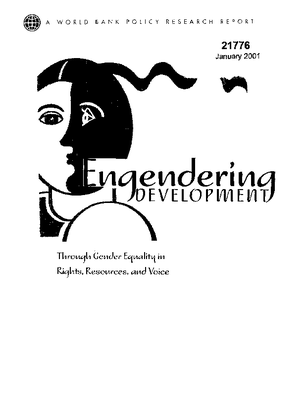 A WORLD BANK POLICY RESEARCH REPORT
21776
January 2001
Engendering
DEVELOPMENT
Through Gender Equality in
Rights, Resources, and Voice